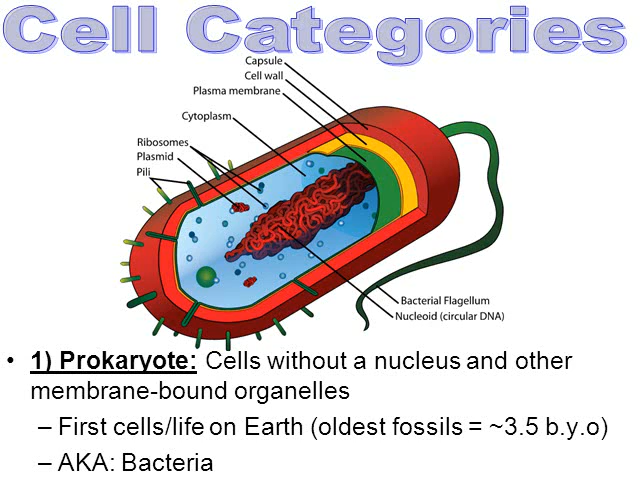 Cell Categories
Capsule
Cell wall
Plasma membrane
Cytoplasm
Ribosomes
Plasmid
Pili
Bacterial Flagellum
Nucleoid (circular DNA)
• 1) Prokaryote: Cells without a nucleus and other
membrane-bound organelles
– First cells/life on Earth (oldest fossils = ~3.5 b.y.o)
– AKA: Bacteria